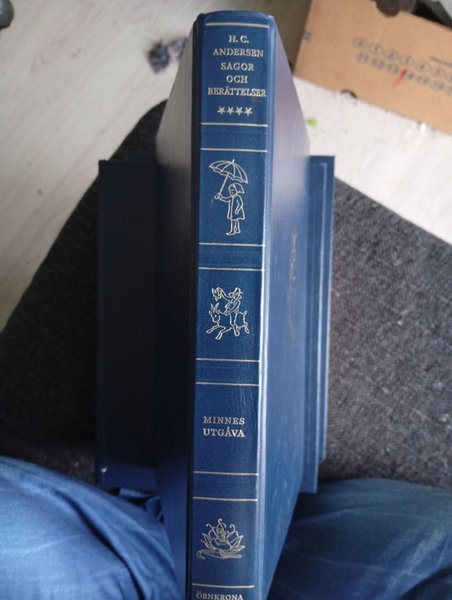 H. C.
ANDERSEN
SAGOR
OCH
BERÄTTELSER
****
MINNES
UTGÅVA
ÖRNKRONA